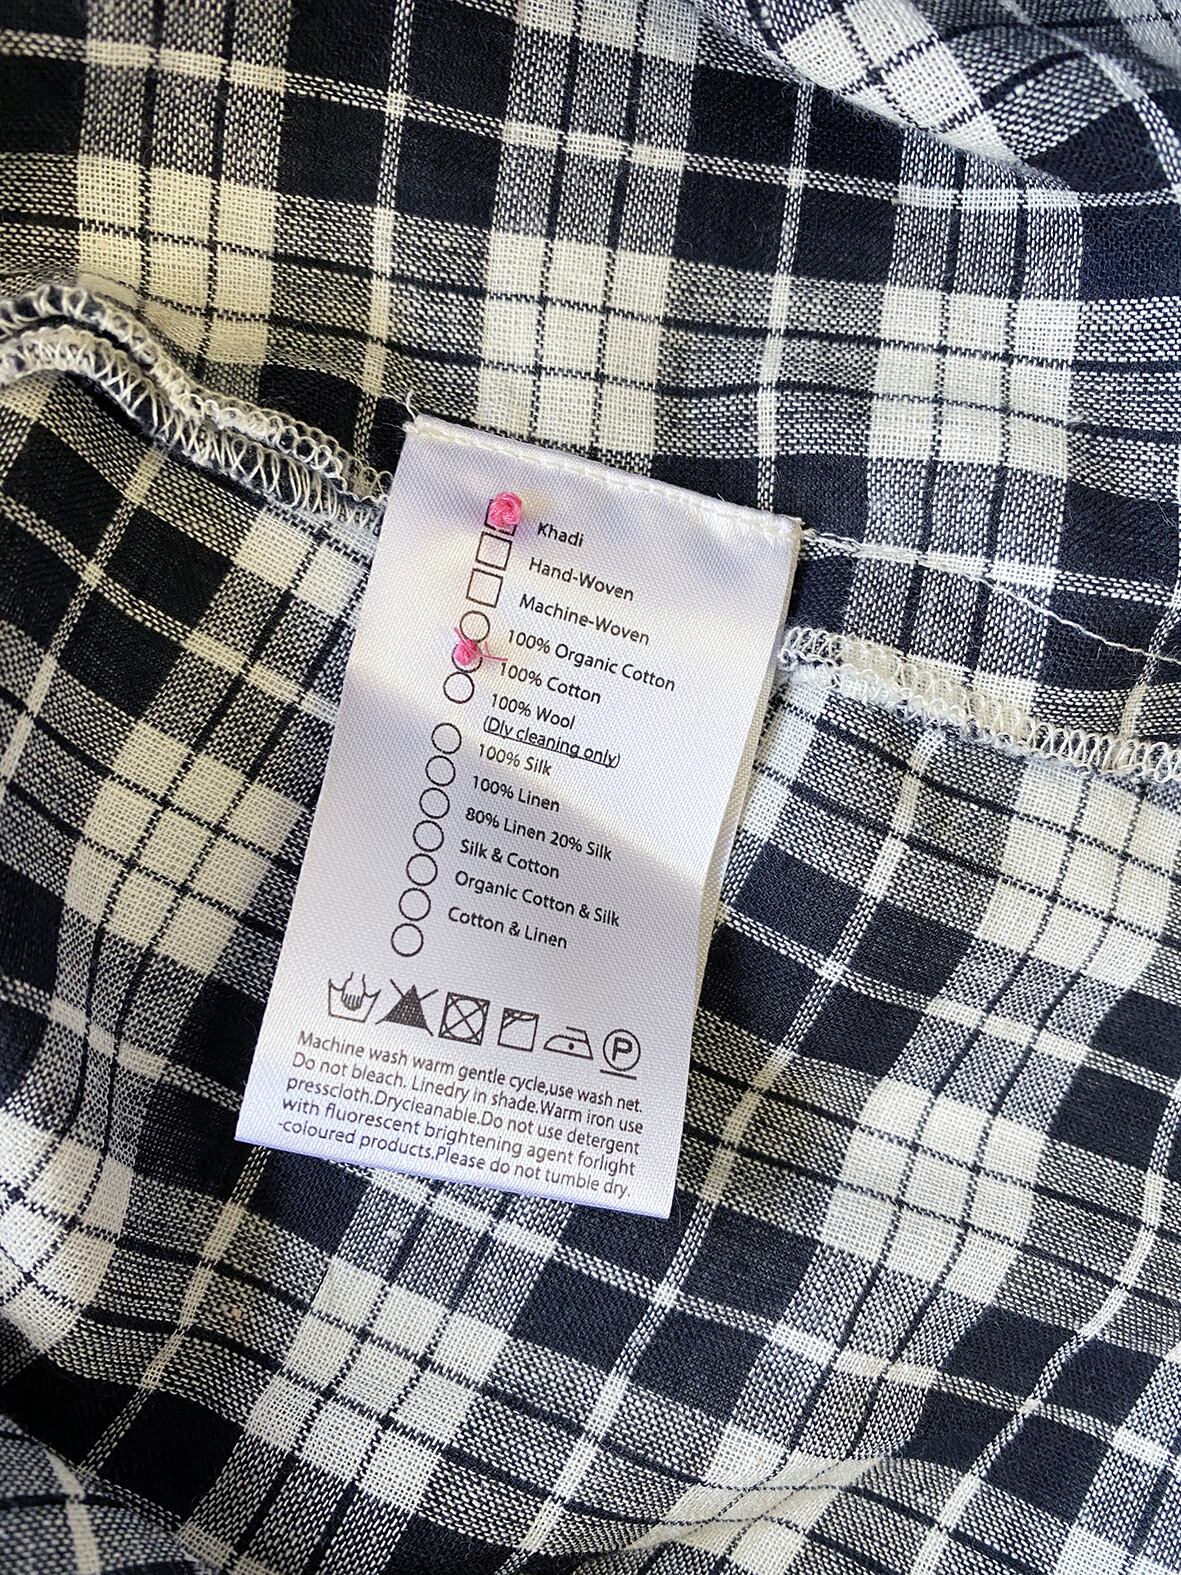 Khadi
Hand-Woven
Machine-Woven
100% Organic Cotton
100% Cotton
100% Wool
(Dly cleaning only)
100% Silk
100% Linen
80% Linen 20% Silk
Silk & Cotton
Organic Cotton & Silk
Cotton & Linen
P
Machine wash warm gentle cycle,use wash net.
Do not bleach. Linedry in shade.Warm iron use
presscloth.Drycleanable.Do not use detergent
with fluorescent brightening agent forlight
-coloured products.Please do not tumble dry.